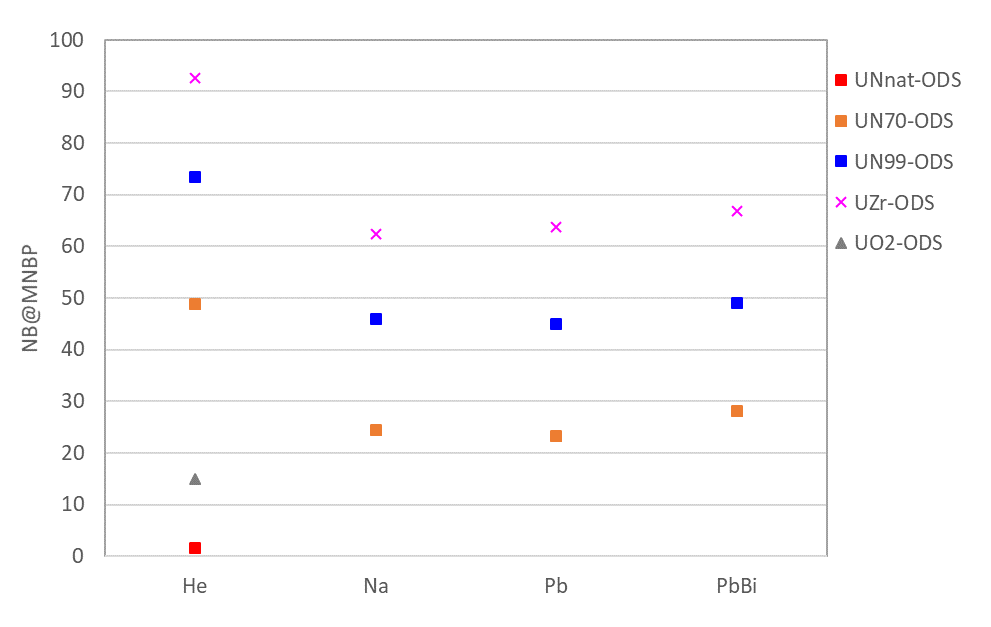 100
90
80
70
60
50
40
30
20
10
0
NB@MNBP
He
Na
Pb
PbBi
UNnat-ODS
UN70-ODS
UN99-ODS
UZr-ODS
UO2-ODS